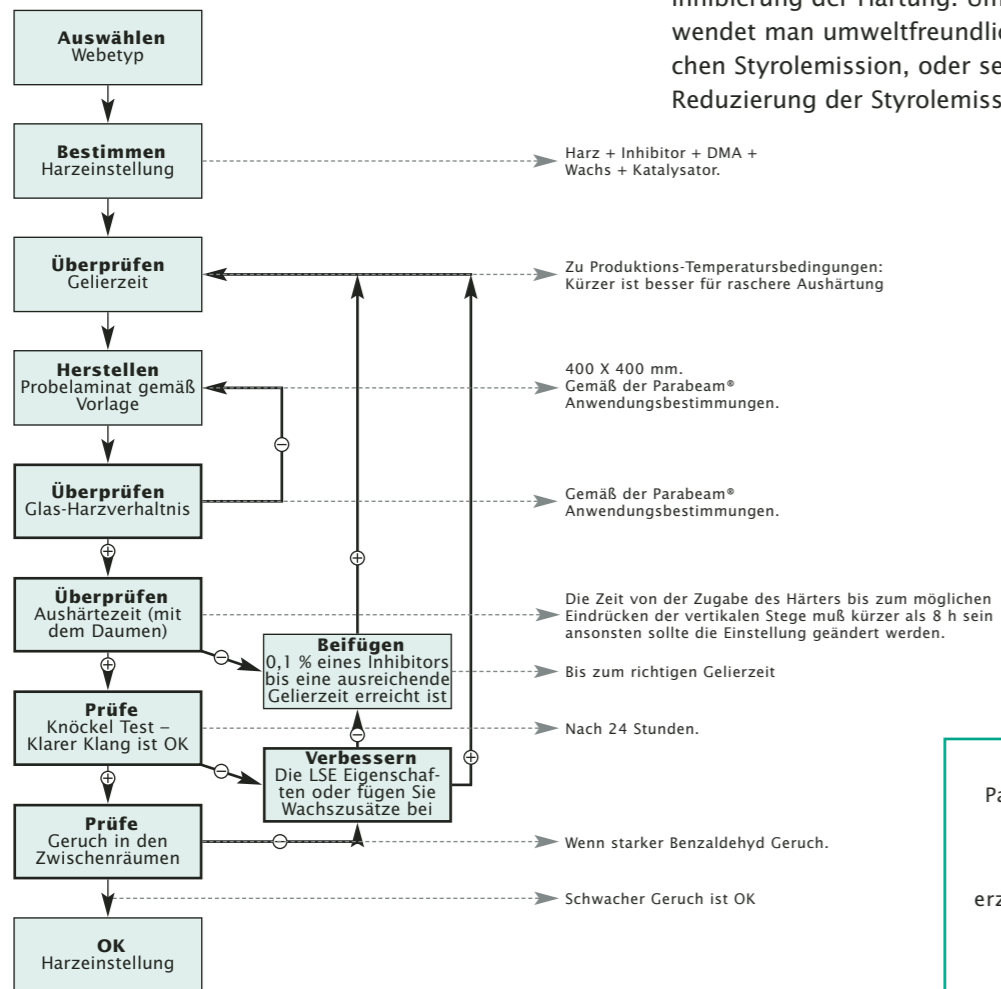 Inhibierung der Härtung. Um
wendet man umweltfreundlic
chen Styrolemission, oder se
Reduzierung der Styrolemiss
Auswählen
Webetyp
Bestimmen
Harzeinstellung
Harz + Inhibitor + DMA +
Wachs + Katalysator.
Überprüfen
Gelierzeit
Zu Produktions-Temperatursbedingungen:
Kürzer ist besser für raschere Aushärtung
Herstellen
Probelaminat gemäß
Vorlage
400 X 400 mm.
Gemäß der Parabeam®
Anwendungsbestimmungen.
−
Überprüfen
Glas-Harzverhaltnis
Gemäß der Parabeam®
Anwendungsbestimmungen.
+
+
Überprüfen
Aushärtezeit (mit
dem Daumen)
Die Zeit von der Zugabe des Härters bis zum möglichen
Eindrücken der vertikalen Stege muß kürzer als 8 h sein
ansonsten sollte die Einstellung geändert werden.
+
−
Beifügen
0,1 % eines Inhibitors
bis eine ausreichende
Gelierzeit erreicht ist
Bis zum richtigen Gelierzeit
Prüfe
Knöckel Test –
Klarer Klang ist OK
Nach 24 Stunden.
−
+
−
+
Verbessern
Die LSE Eigenschaf-
ten oder fügen Sie
Wachszusätze bei
Prüfe
Geruch in den
Zwischenräumen
−
Wenn starker Benzaldehyd Geruch.
Schwacher Geruch ist OK
OK
Harzeinstellung
Pa
erz